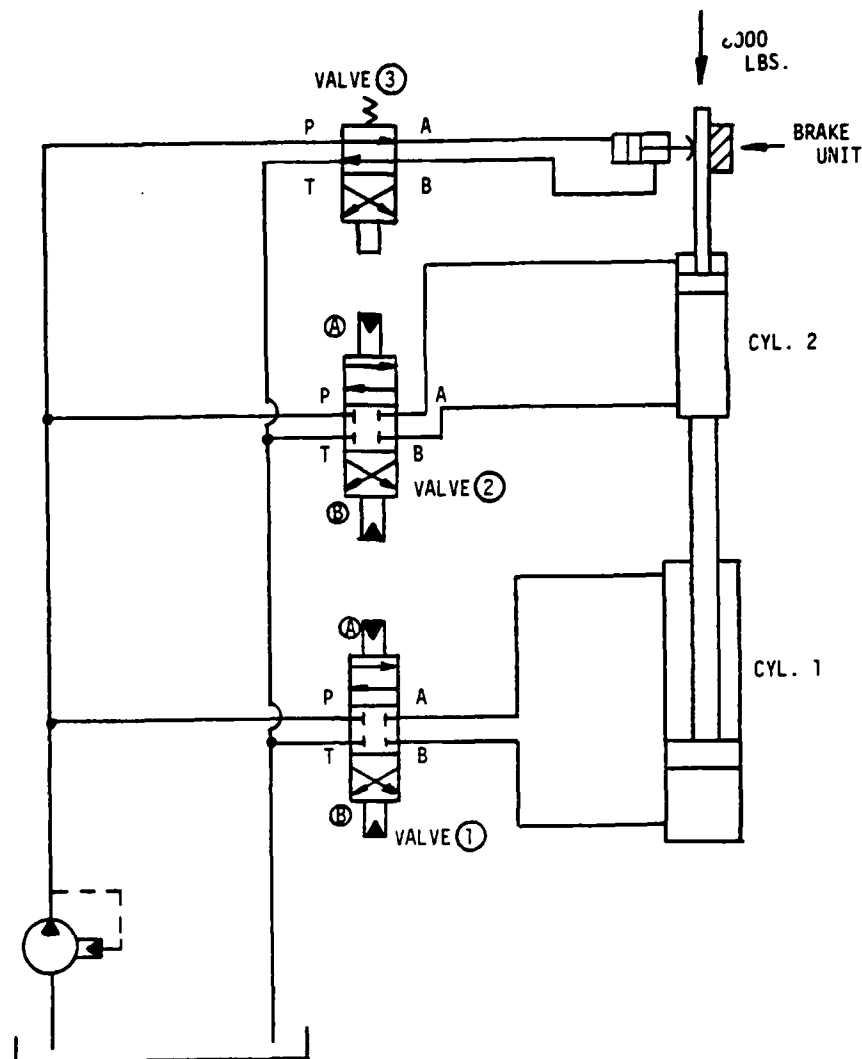 LBS.
VALVE ③
P A
BRAKE
UNIT
T B
Ⓐ
P A
CYL. 2
T B
VALVE ②
Ⓑ
Ⓐ
P A
CYL. 1
T B
Ⓑ
VALVE ①